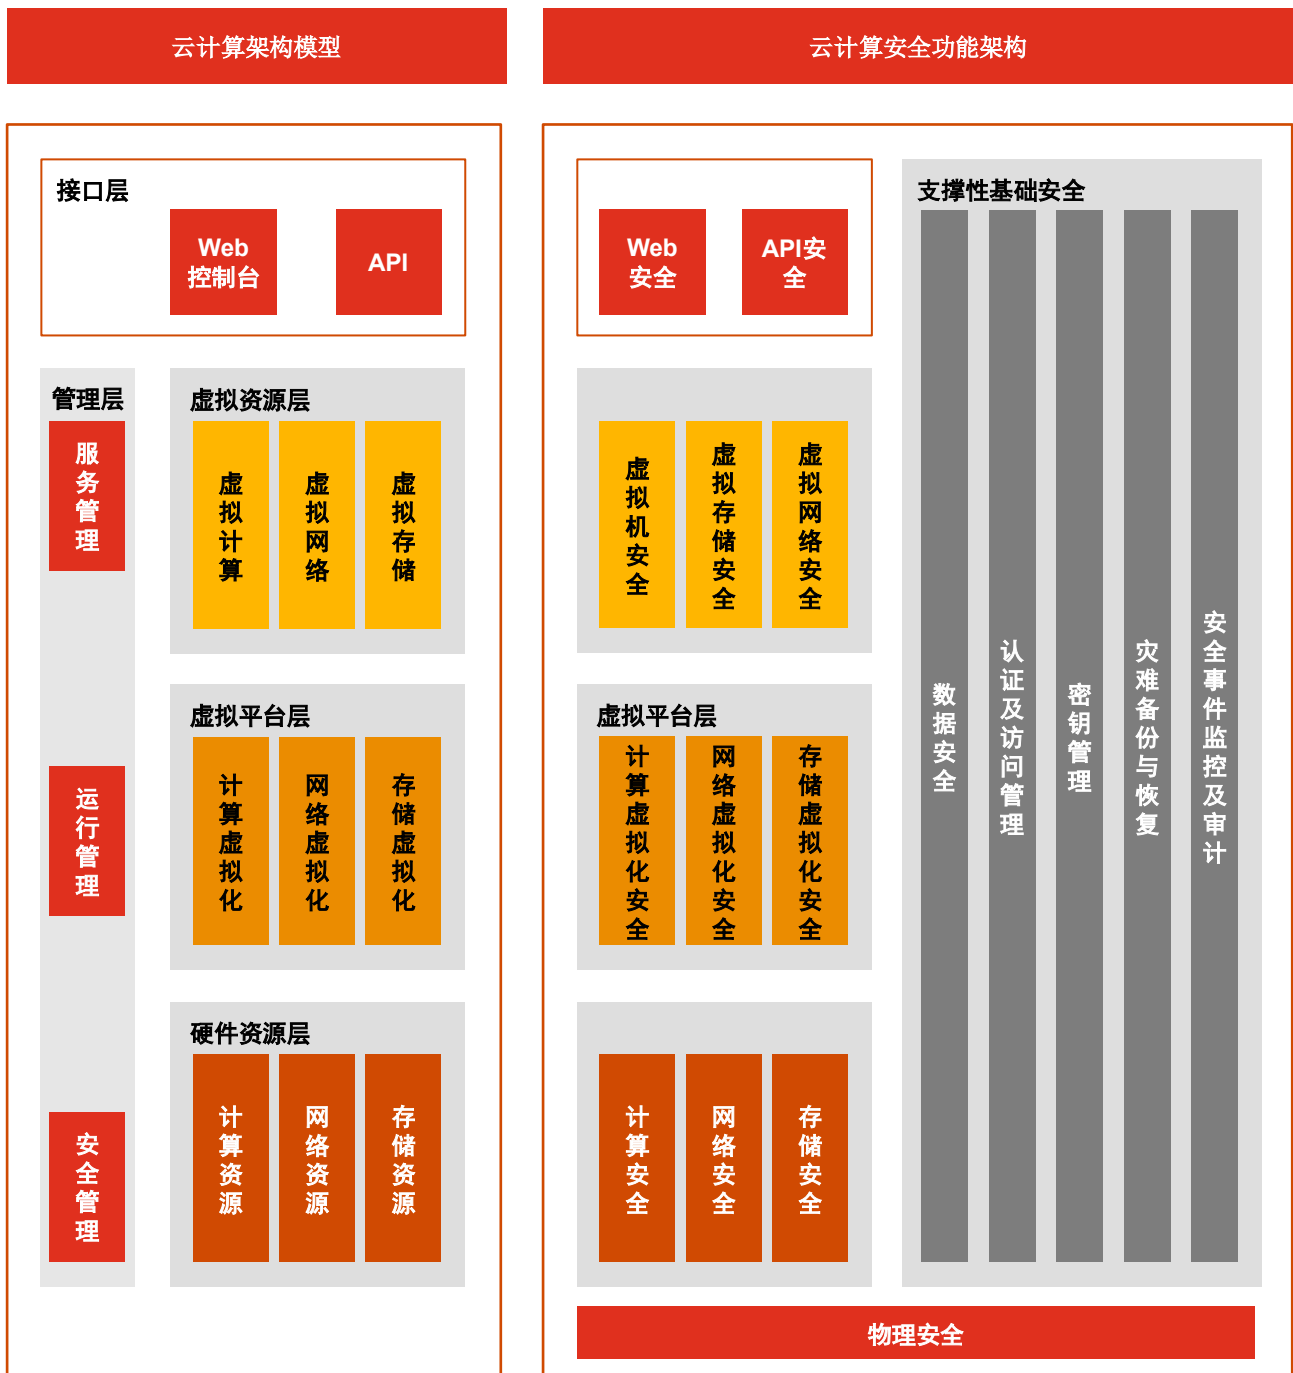 云计算架构模型
云计算安全功能架构
接口层
Web
控制台
API
管理层
服务管理
运行管理
安全管理
虚拟资源层
虚拟计算
虚拟网络
虚拟存储
虚拟平台层
计算虚拟化
网络虚拟化
存储虚拟化
硬件资源层
计算资源
网络资源
存储资源
Web
安全
API安
全
虚拟机安全
虚拟存储安全
虚拟网络安全
虚拟平台层
计算虚拟化安全
网络虚拟化安全
存储虚拟化安全
计算安全
网络安全
存储安全
支撑性基础安全
数据安全
认证及访问管理
密钥管理
灾难备份与恢复
安全事件监控及审计
物理安全